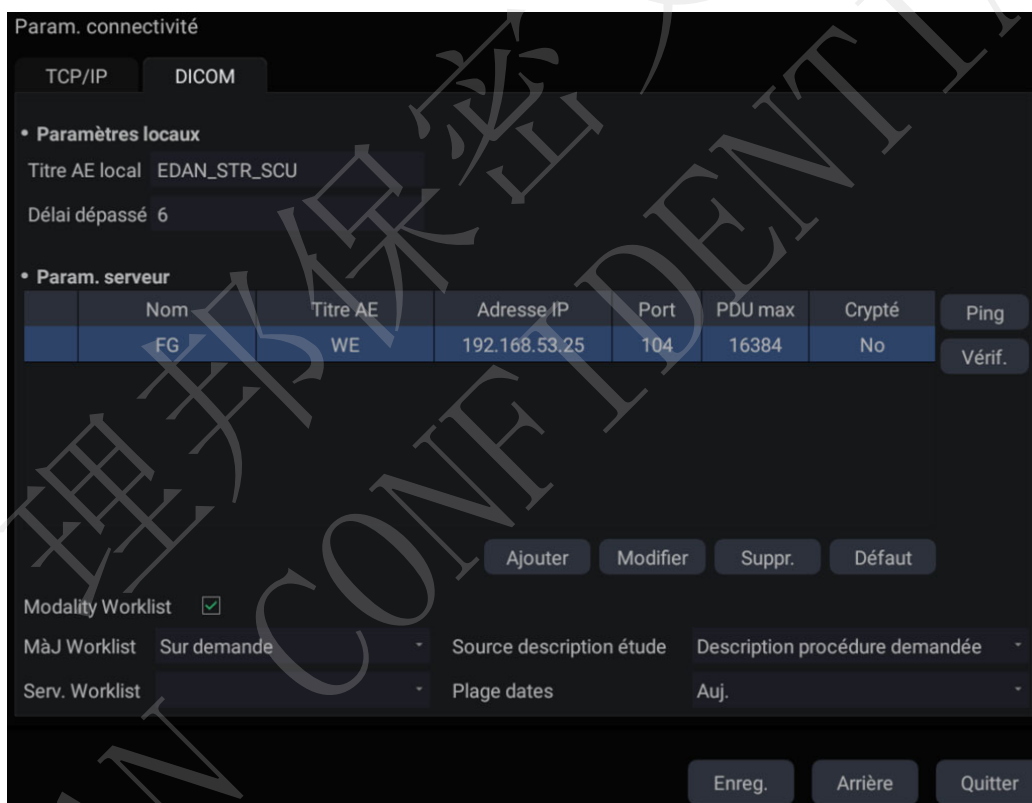 Param. connectivité
TCP/IP DICOM
• Paramètres locaux
Titre AE local EDAN_STR_SCU
Délai dépassé 6
• Param. serveur
Nom Titre AE Adresse IP Port PDU max Crypté Ping
FG WE 192.168.53.25 104 16384 No Vérif.
Ajouter Modifier Suppr. Défaut
Modality Worklist
MàJ Worklist Sur demande Source description étude Description procédure demandée
Serv. Worklist Plage dates Auj.
Enreg. Arrière Quitter
理邦保密
N CONFIDENTI